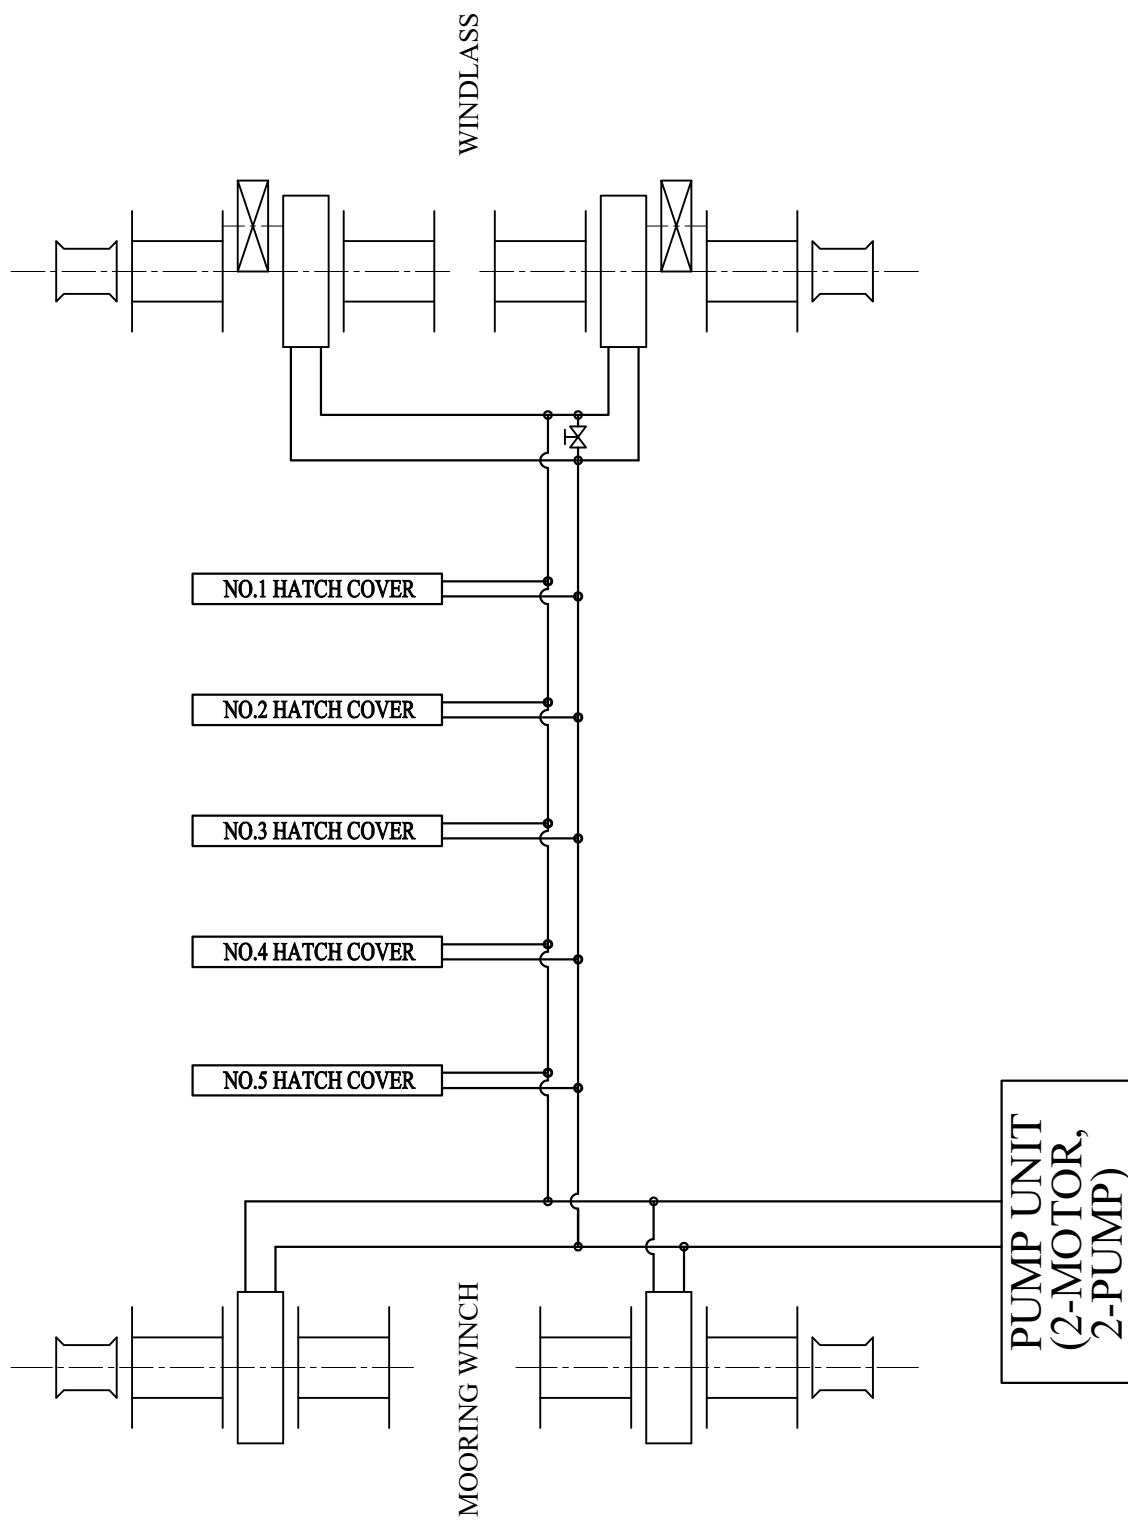 WINDLASS
NO.1 HATCH COVER
NO.2 HATCH COVER
NO.3 HATCH COVER
NO.4 HATCH COVER
NO.5 HATCH COVER
MOORING WINCH
PUMP UNIT
(2-MOTOR,
2-PUMP)